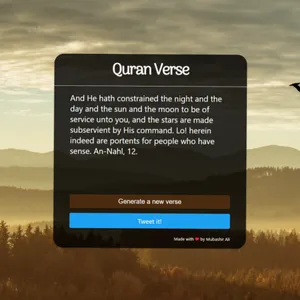 Quran Verse
And He hath constrained the night and the
day and the sun and the moon to be of
service unto you, and the stars are made
subservient by His command. Lo! herein
indeed are portents for people who have
sense. An-Nahl, 12.
Generate a new verse
Tweet it!
Made with ❤ by Mubashir Ali